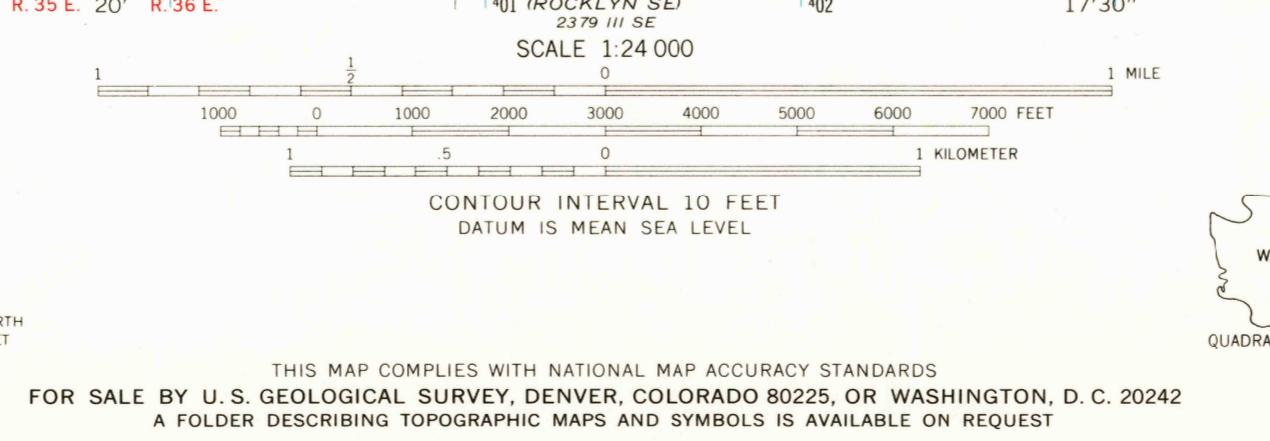 R. 35 E. 20' R. 36 E. 401 (ROCKLYN SE) 402 17'30"
2379 III SE
SCALE 1:24 000
1 1/2 0 1 MILE
1000 0 1000 2000 3000 4000 5000 6000 7000 FEET
1 .5 0 1 KILOMETER
CONTOUR INTERVAL 10 FEET
DATUM IS MEAN SEA LEVEL
W
RTH
ET
QUADRA
THIS MAP COMPLIES WITH NATIONAL MAP ACCURACY STANDARDS
FOR SALE BY U. S. GEOLOGICAL SURVEY, DENVER, COLORADO 80225, OR WASHINGTON, D. C. 20242
A FOLDER DESCRIBING TOPOGRAPHIC MAPS AND SYMBOLS IS AVAILABLE ON REQUEST